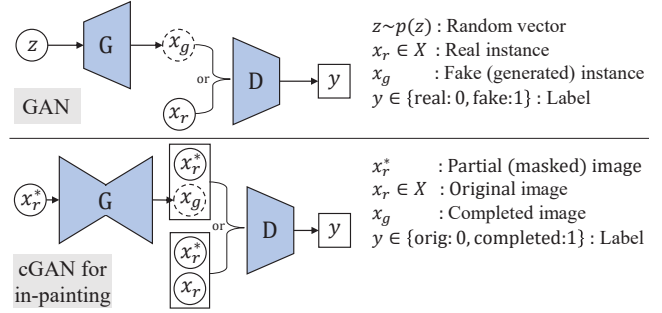 z
G
x_g
or
x_r
D
y
GAN
z~p(z) : Random vector
x_r ∈ X : Real instance
x_g : Fake (generated) instance
y ∈ {real: 0, fake:1} : Label
x_r^*
G
x_r^*
x_g
or
x_r^*
x_r
D
y
cGAN for
in-painting
x_r^* : Partial (masked) image
x_r ∈ X : Original image
x_g : Completed image
y ∈ {orig: 0, completed:1} : Label